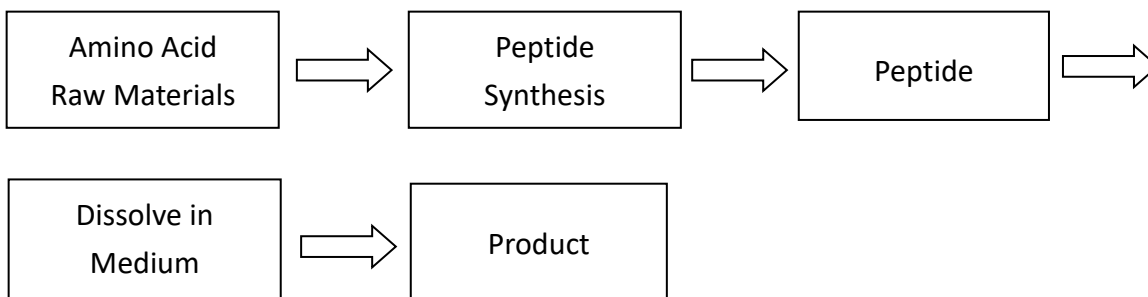 Amino Acid
Raw Materials
Peptide
Synthesis
Peptide
Dissolve in
Medium
Product